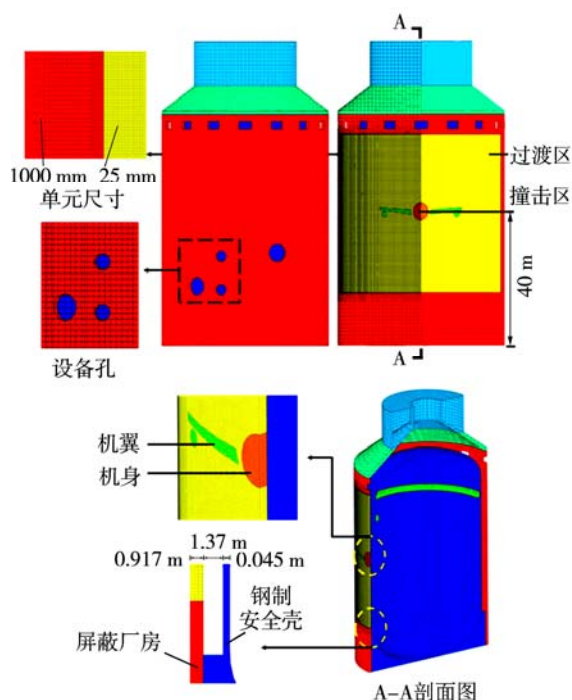 A
1000 mm
25 mm
单元尺寸
过渡区
撞击区
40 m
设备孔
A
机翼
机身
1.37 m
0.917 m
0.045 m
钢制
安全壳
屏蔽厂房
A-A剖面图